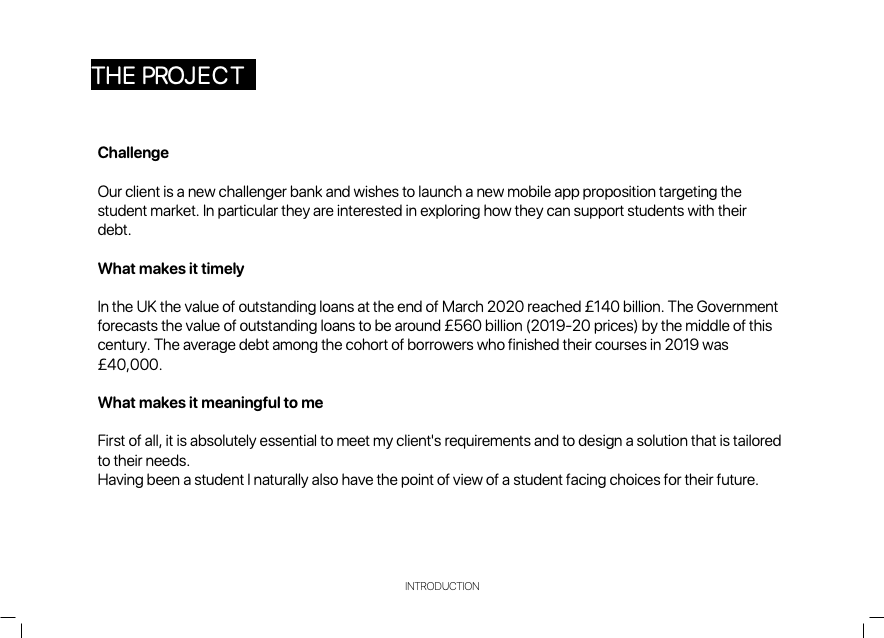 THE PROJECT
Challenge
Our client is a new challenger bank and wishes to launch a new mobile app proposition targeting the
student market. In particular they are interested in exploring how they can support students with their
debt.
What makes it timely
In the UK the value of outstanding loans at the end of March 2020 reached £140 billion. The Government
forecasts the value of outstanding loans to be around £560 billion (2019-20 prices) by the middle of this
century. The average debt among the cohort of borrowers who finished their courses in 2019 was
£40,000.
What makes it meaningful to me
First of all, it is absolutely essential to meet my client's requirements and to design a solution that is tailored
to their needs.
Having been a student I naturally also have the point of view of a student facing choices for their future.
INTRODUCTION